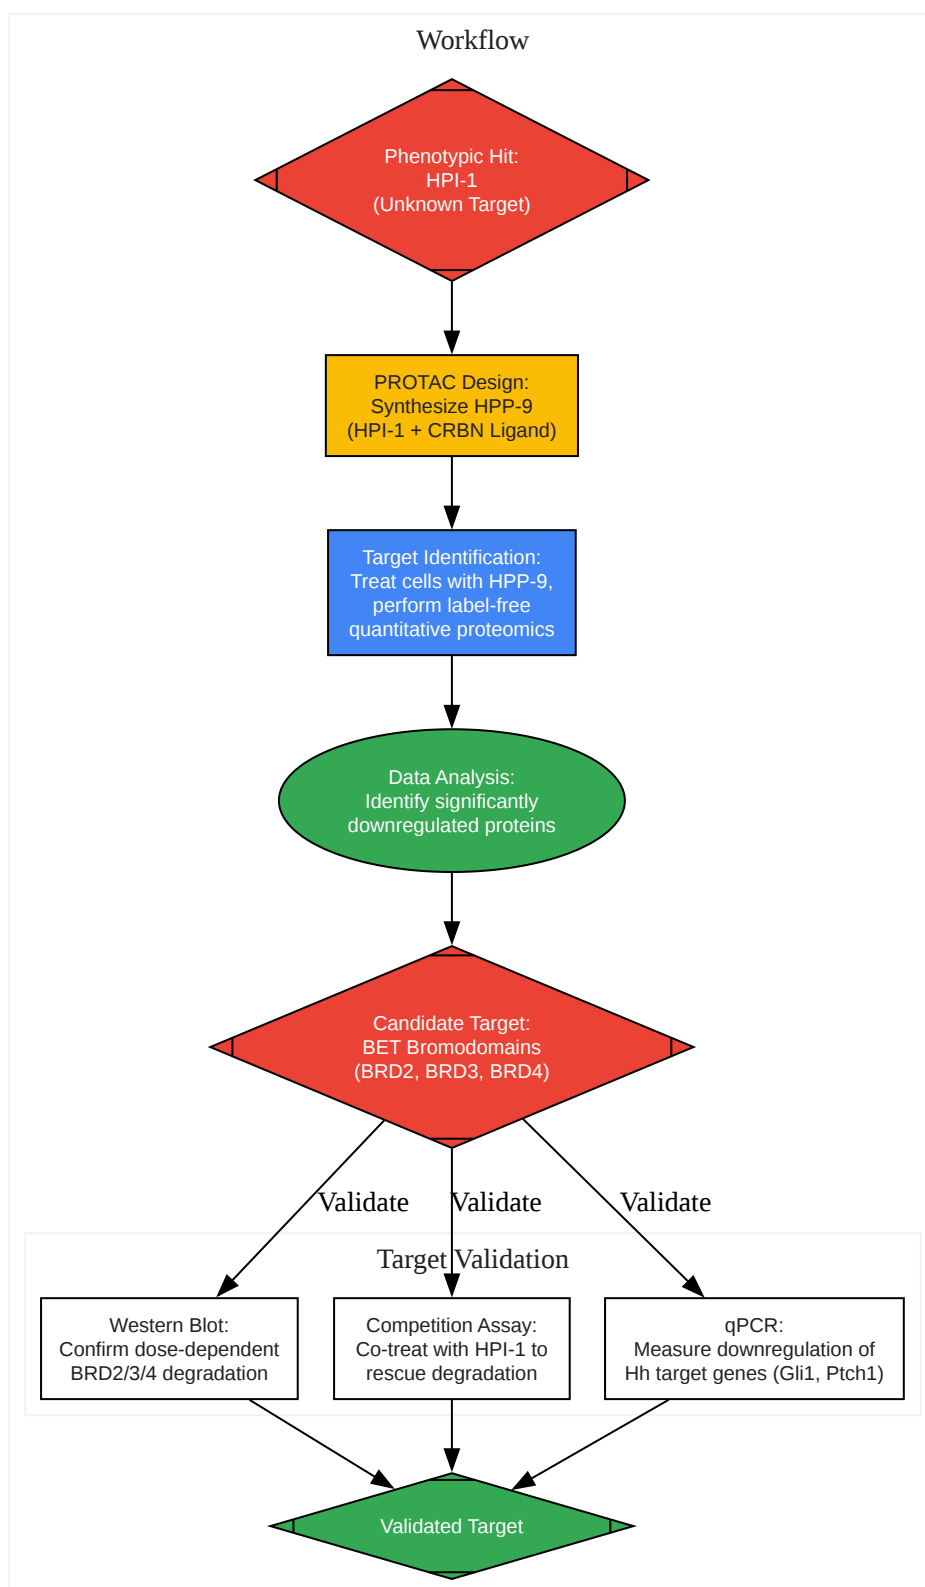 Workflow
Phenotypic Hit:
HPI-1
(Unknown Target)
PROTAC Design:
Synthesize HPP-9
(HPI-1 + CRBN Ligand)
Target Identification:
Treat cells with HPP-9,
perform label-free
quantitative proteomics
Data Analysis:
Identify significantly
downregulated proteins
Candidate Target:
BET Bromodomains
(BRD2, BRD3, BRD4)
Validate
Validate
Validate
Target Validation
Western Blot:
Confirm dose-dependent
BRD2/3/4 degradation
Competition Assay:
Co-treat with HPI-1 to
rescue degradation
qPCR:
Measure downregulation of
Hh target genes (Gli1, Ptch1)
Validated Target